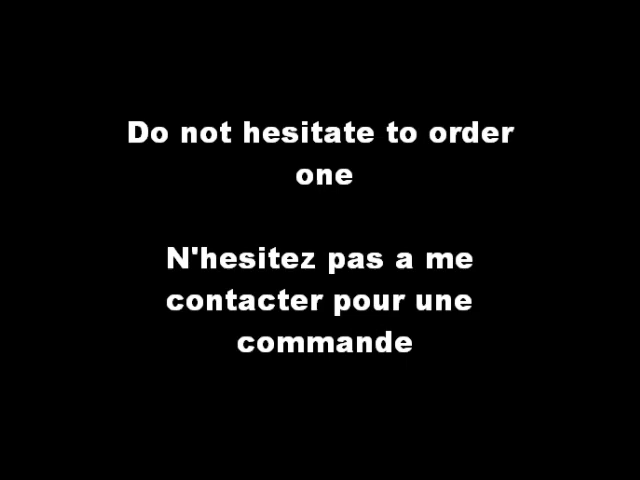 Do not hesitate to order
one
N'hesitez pas a me
contacter pour une
commande